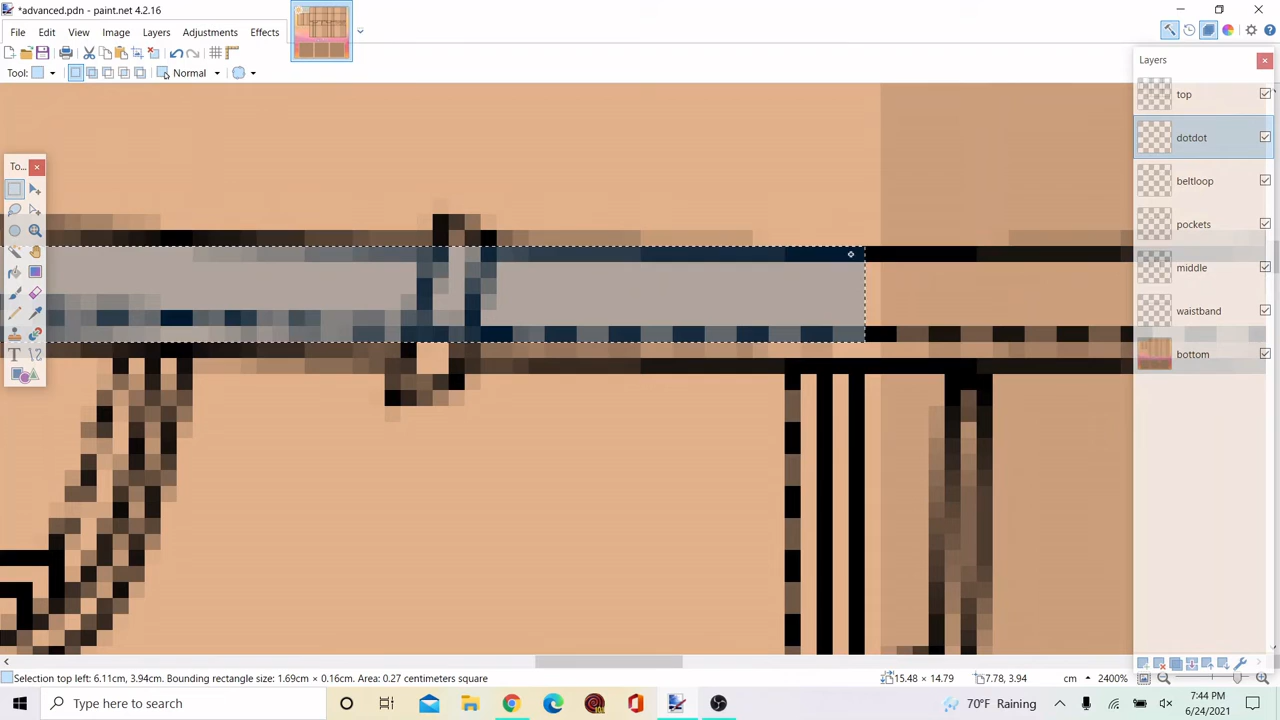 *advanced.pdn - paint.net 4.2.16
File Edit View Image Layers Adjustments Effects
Tool: Normal
Layers
top
dotdot
beltloop
pockets
middle
waistband
bottom
To...
Selection top left: 6.11cm, 3.94cm. Bounding rectangle size: 1.69cm × 0.16cm. Area: 0.27 centimeters square
15.48 × 14.79
7.78, 3.94
cm
2400%
Type here to search
70°F Raining
7:44 PM
6/24/2021